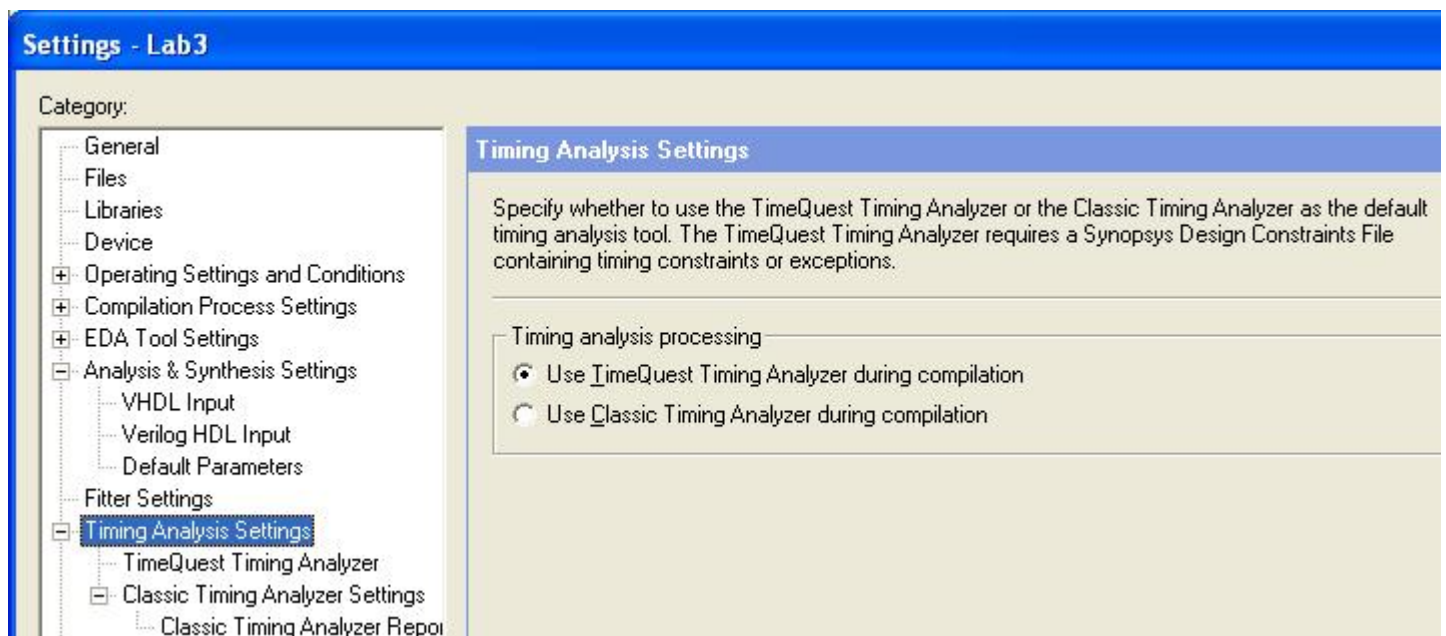 Settings - Lab3
Category:
General
Files
Libraries
Device
Operating Settings and Conditions
Compilation Process Settings
EDA Tool Settings
Analysis & Synthesis Settings
VHDL Input
Verilog HDL Input
Default Parameters
Fitter Settings
Timing Analysis Settings
TimeQuest Timing Analyzer
Classic Timing Analyzer Settings
Classic Timing Analyzer Repor
Timing Analysis Settings
Specify whether to use the TimeQuest Timing Analyzer or the Classic Timing Analyzer as the default
timing analysis tool. The TimeQuest Timing Analyzer requires a Synopsys Design Constraints File
containing timing constraints or exceptions.
Timing analysis processing
Use TimeQuest Timing Analyzer during compilation
Use Classic Timing Analyzer during compilation